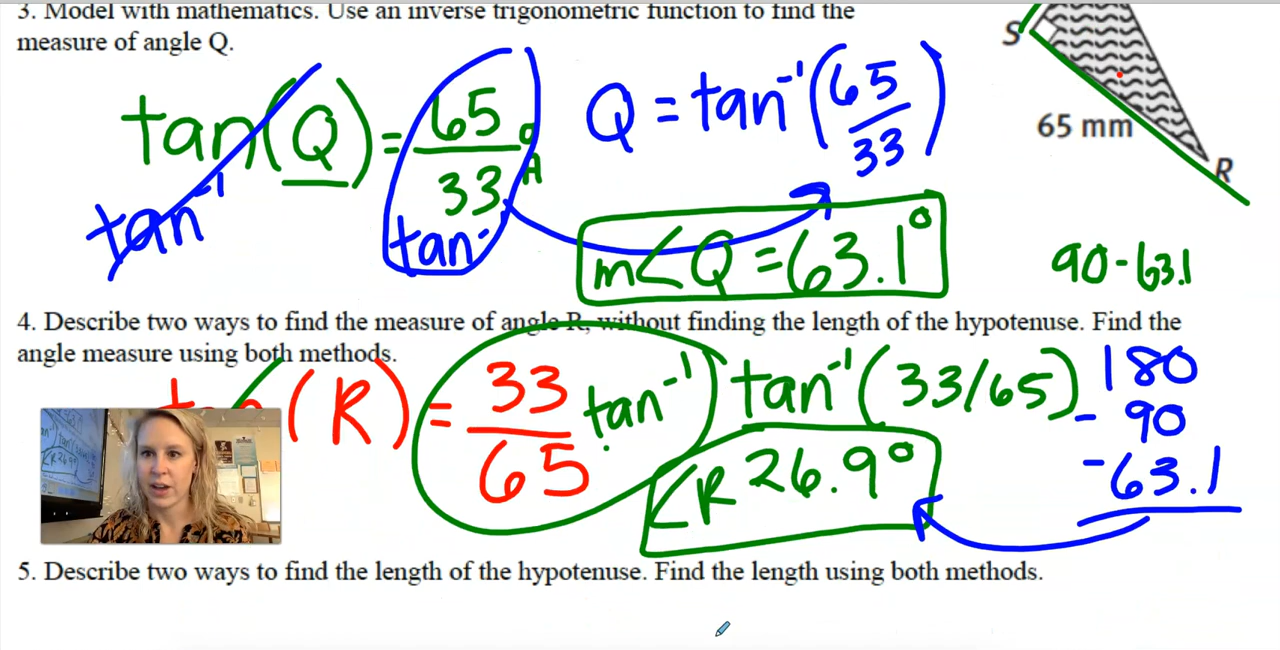 3. Model with mathematics. Use an inverse trigonometric function to find the
measure of angle Q.
S
65 mm
R
tan(Q) = 65/33 O A
tan⁻¹
tan⁻
Q = tan⁻¹(65/33)
m∠Q = 63.1°
90-63.1
4. Describe two ways to find the measure of angle R, without finding the length of the hypotenuse. Find the
angle measure using both methods.
(R) = 33/65 tan⁻¹
tan⁻¹(33/65)
∠R 26.9°
180
- 90
-63.1
5. Describe two ways to find the length of the hypotenuse. Find the length using both methods.